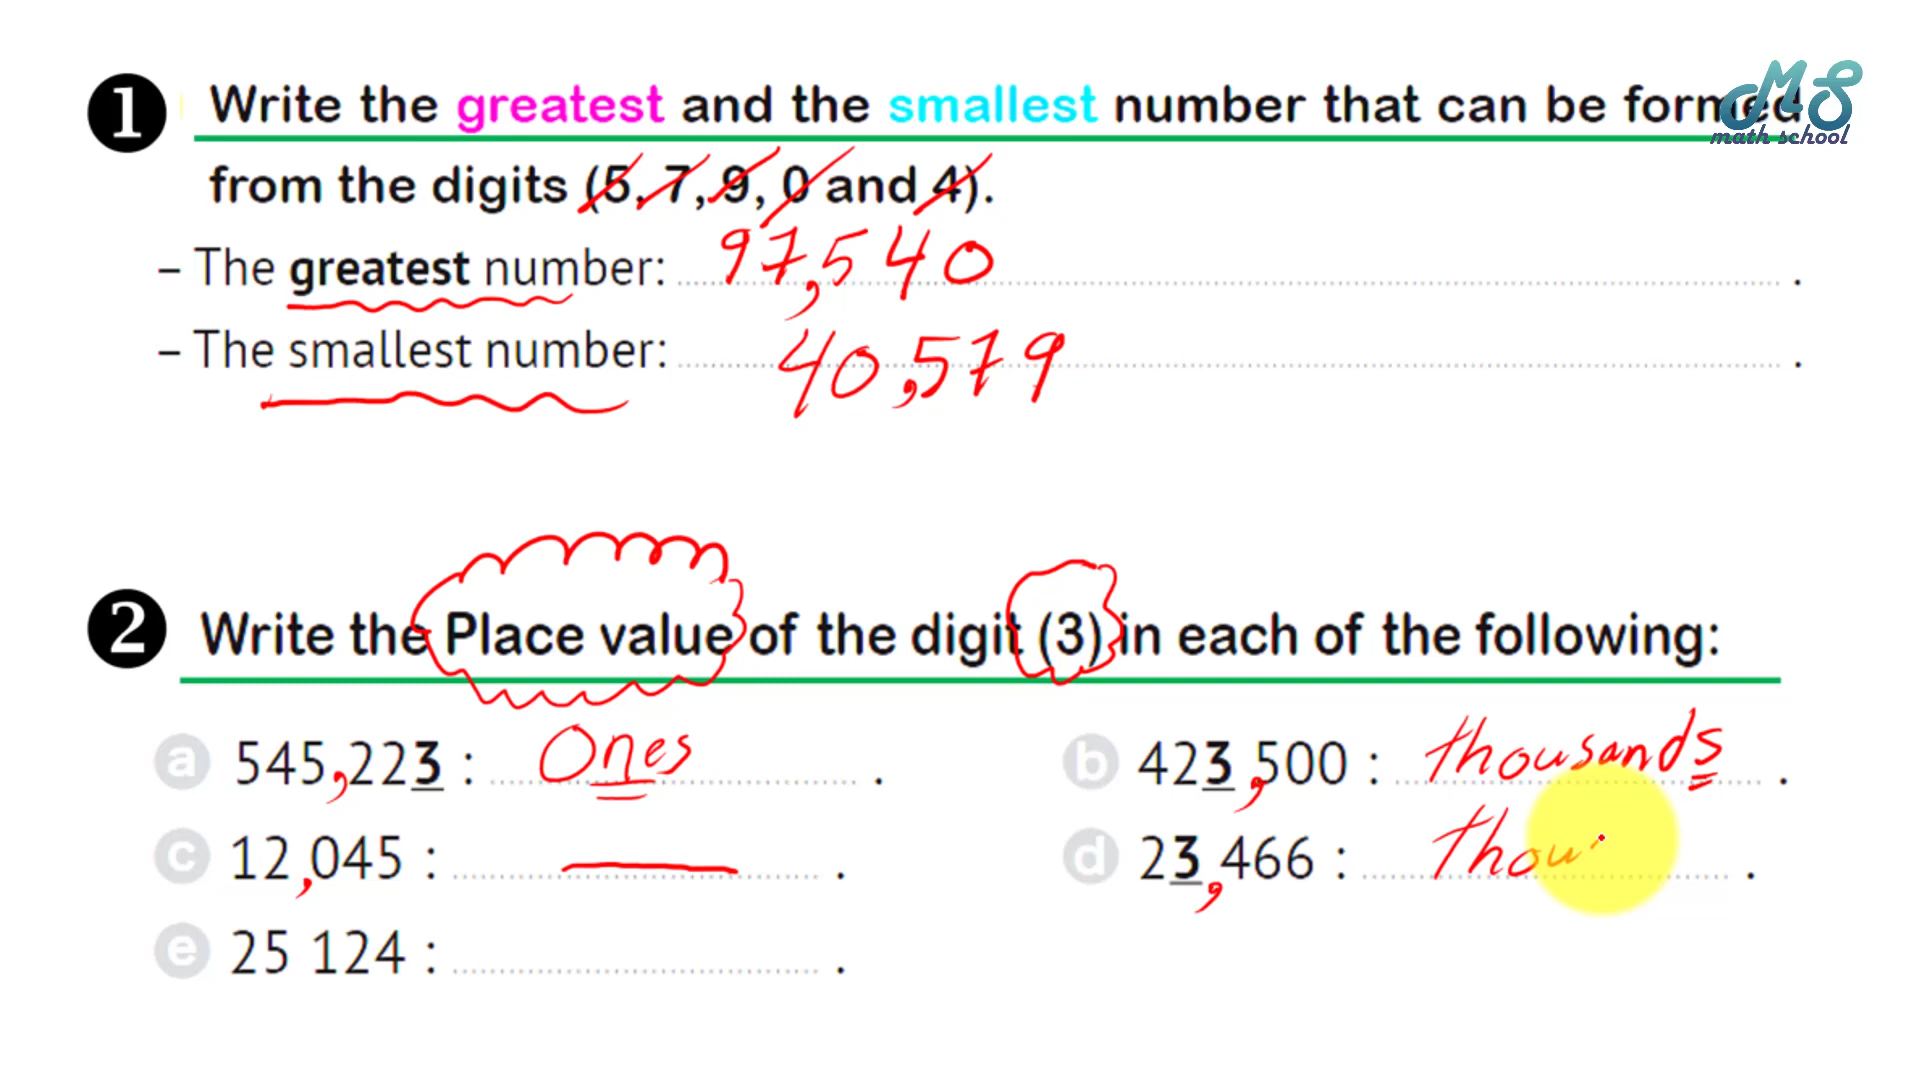 MS
math school
1 Write the greatest and the smallest number that can be formed
from the digits (5, 7, 9, 0 and 4).
– The greatest number: 97,540 .
– The smallest number: 40,579 .
2 Write the Place value of the digit (3) in each of the following:
a 545,223 : Ones . b 423,500 : thousands .
c 12,045 : — . d 23,466 : thou .
e 25 124 : .